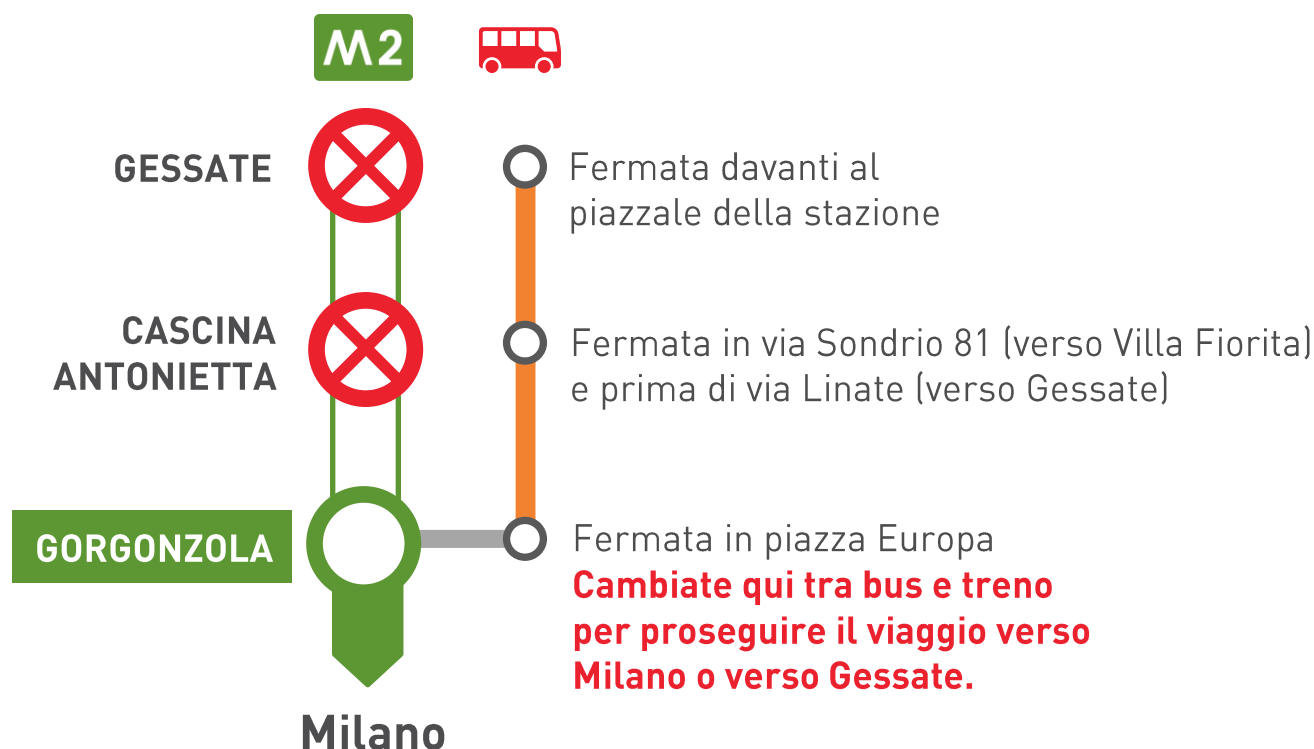 M2
GESSATE
Fermata davanti al
piazzale della stazione
CASCINA
ANTONIETTA
Fermata in via Sondrio 81 (verso Villa Fiorita)
e prima di via Linate (verso Gessate)
GORGONZOLA
Fermata in piazza Europa
Cambiate qui tra bus e treno
per proseguire il viaggio verso
Milano o verso Gessate.
Milano